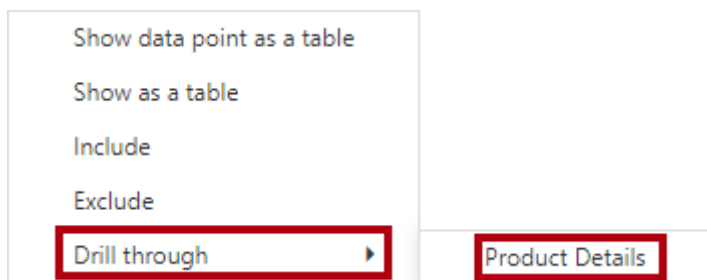 Show data point as a table
Show as a table
Include
Exclude
Drill through
Product Details